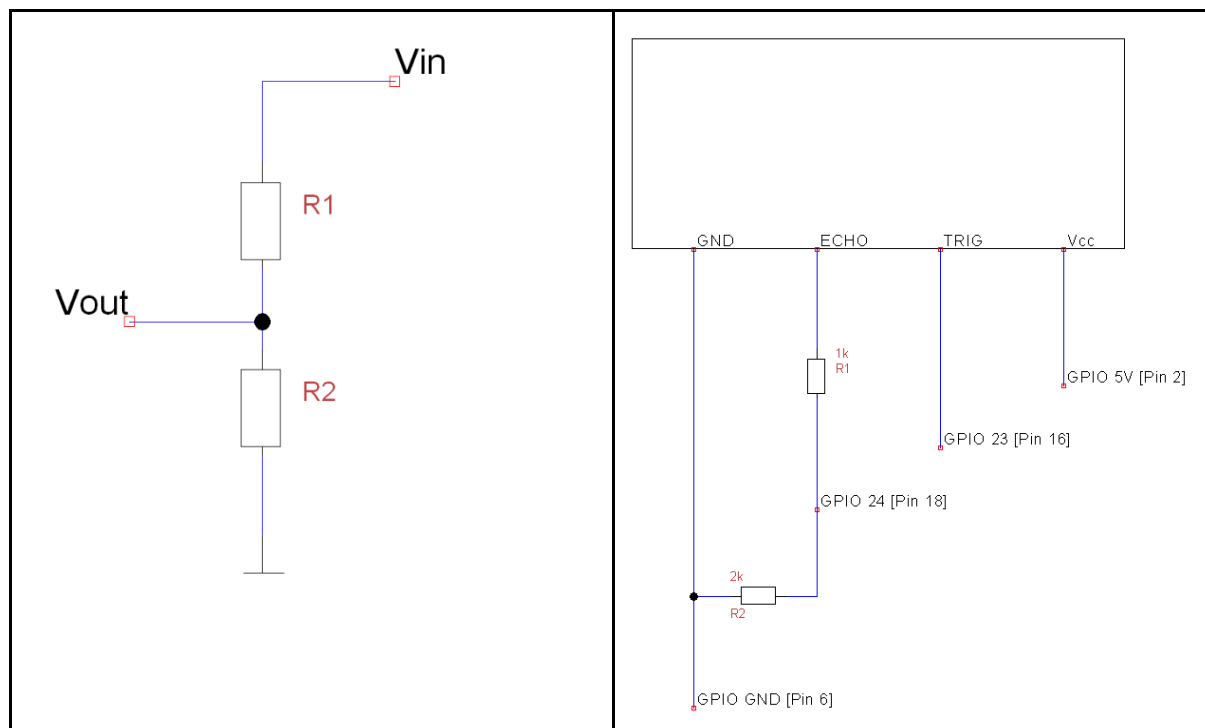 Vin
R1
Vout
R2
GND
ECHO
TRIG
Vcc
1k
R1
GPIO 5V [Pin 2]
GPIO 23 [Pin 16]
GPIO 24 [Pin 18]
2k
R2
GPIO GND [Pin 6]